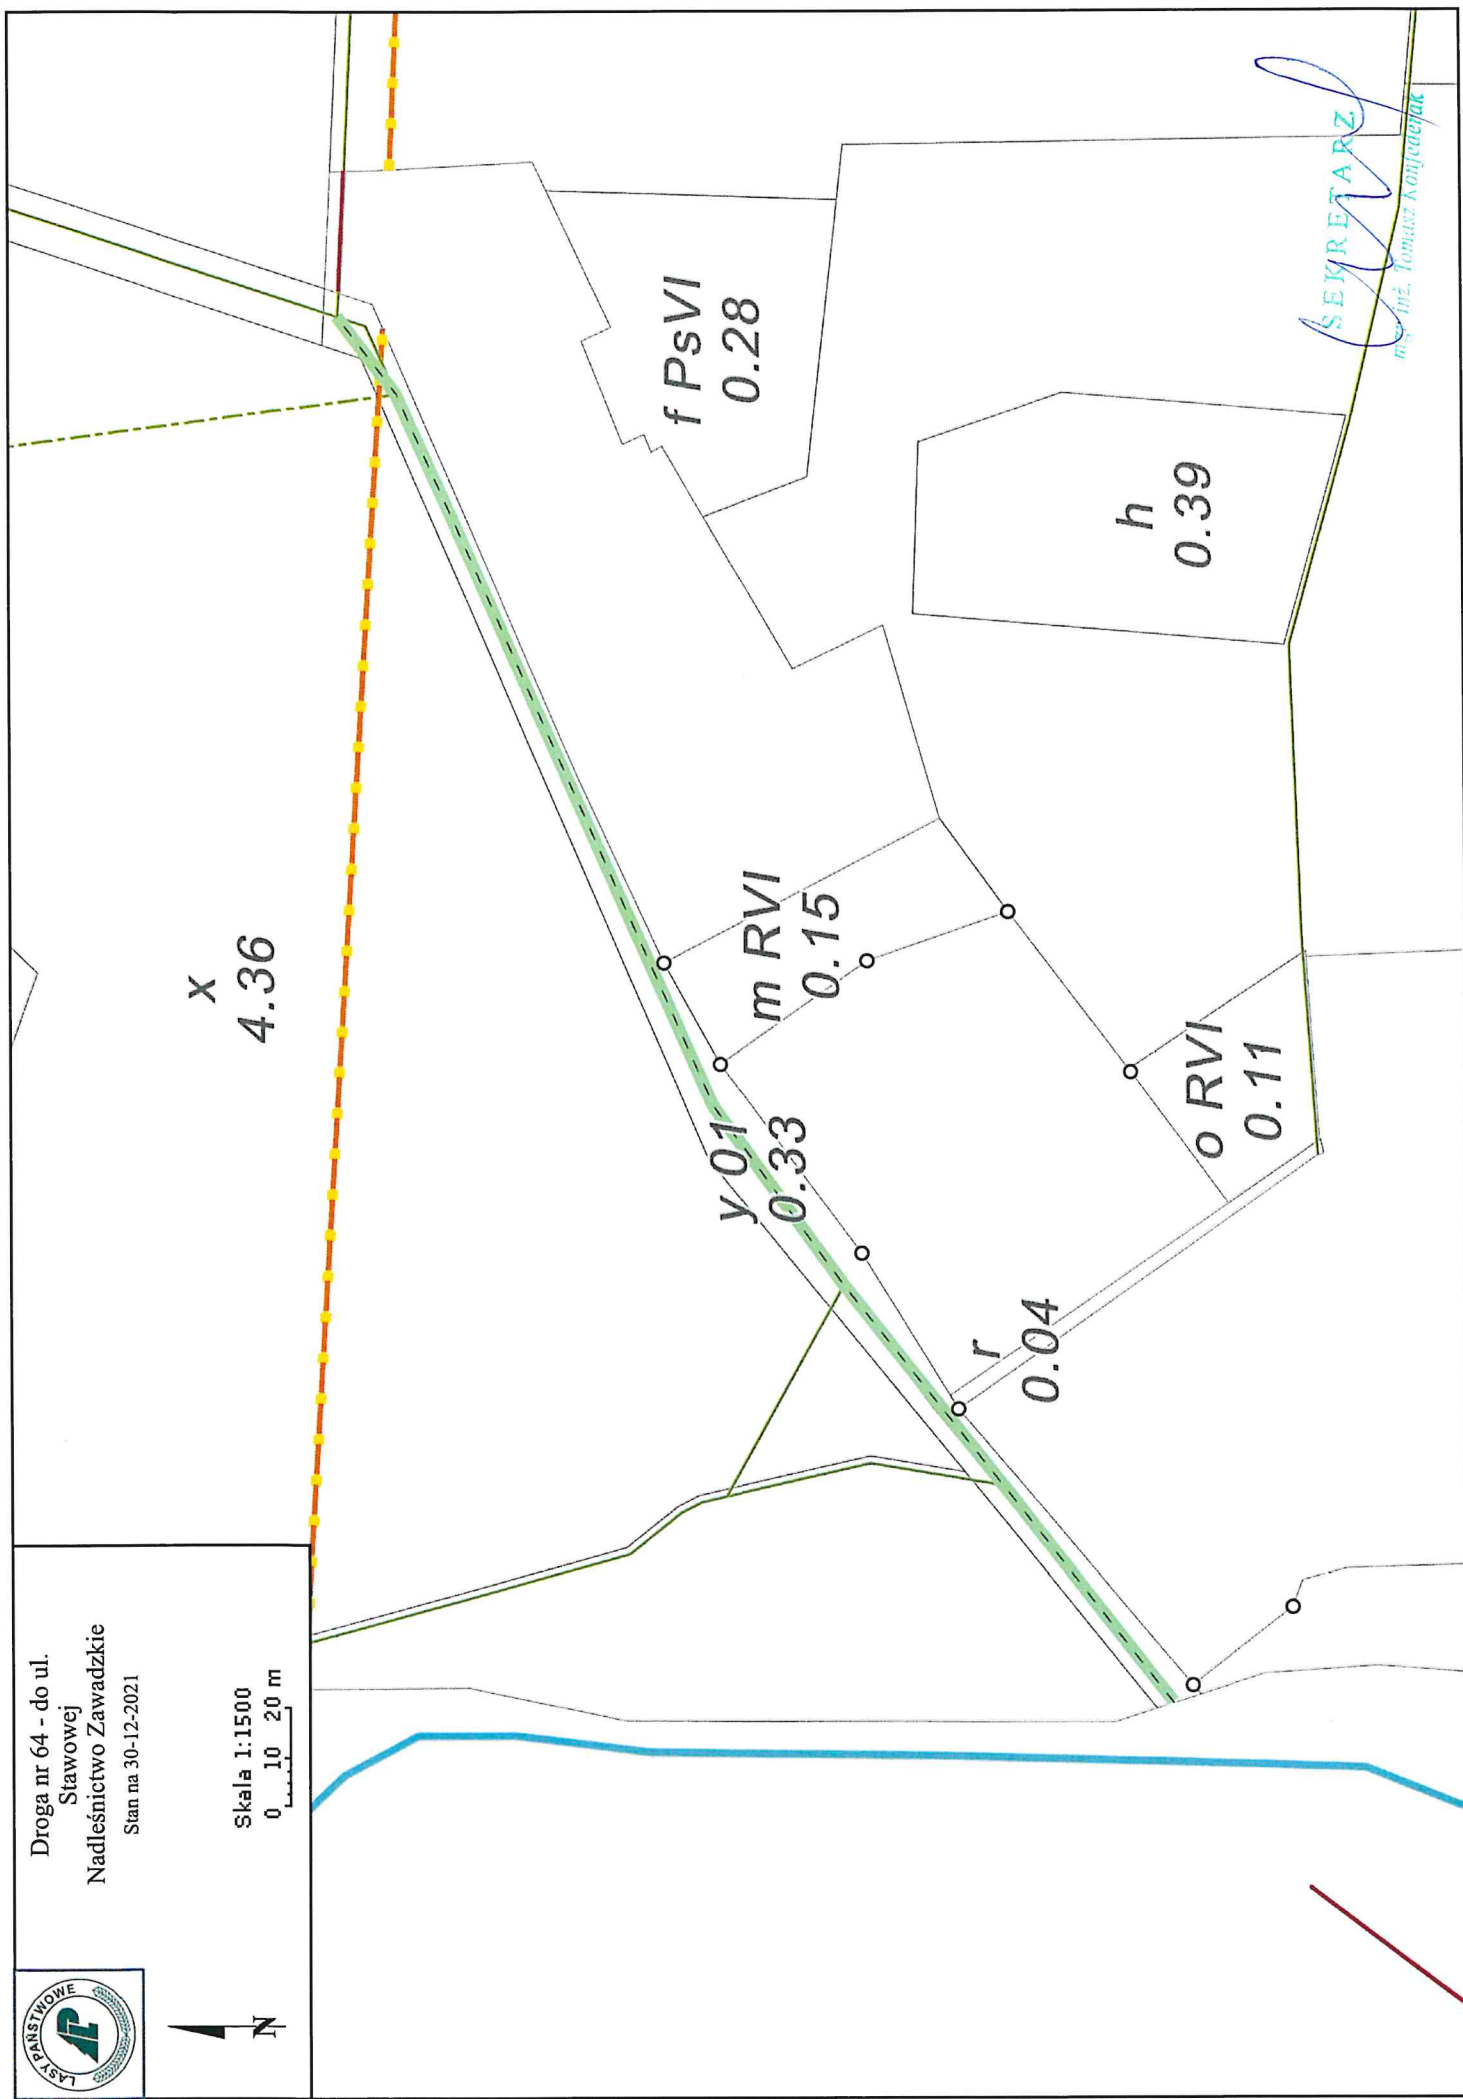 LASY PAŃSTWOWE
LP
Droga nr 64 - do ul.
Stawowej
Nadleśnictwo Zawadzkie
Stan na 30-12-2021
N
Skala 1:1500
0 10 20 m
x
4.36
y 01
0.33
r
0.04
m RVI
0.15
o RVI
0.11
f PsVI
0.28
h
0.39
SEKRETARZ
mgr inż. Tomasz